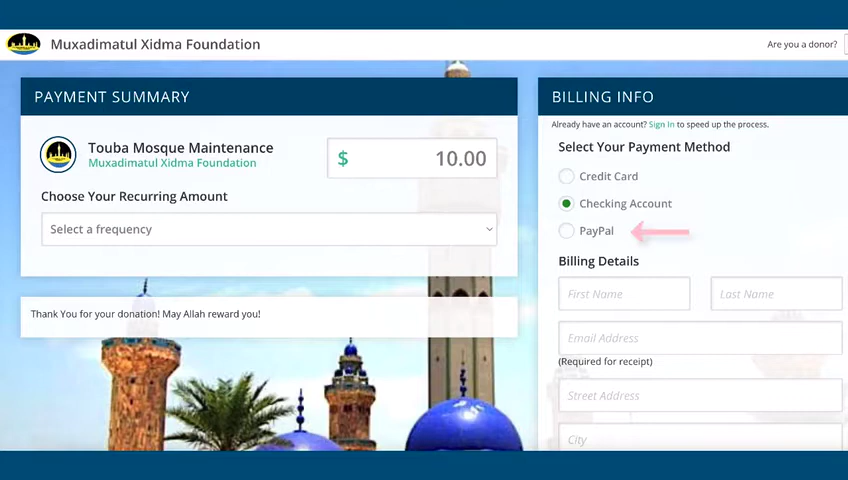 Muxadimatul Xidma Foundation
Are you a donor?
PAYMENT SUMMARY
Touba Mosque Maintenance
Muxadimatul Xidma Foundation
$ 10.00
Choose Your Recurring Amount
Select a frequency
Thank You for your donation! May Allah reward you!
BILLING INFO
Already have an account? Sign In to speed up the process.
Select Your Payment Method
Credit Card
Checking Account
PayPal
Billing Details
First Name
Last Name
Email Address
(Required for receipt)
Street Address
City